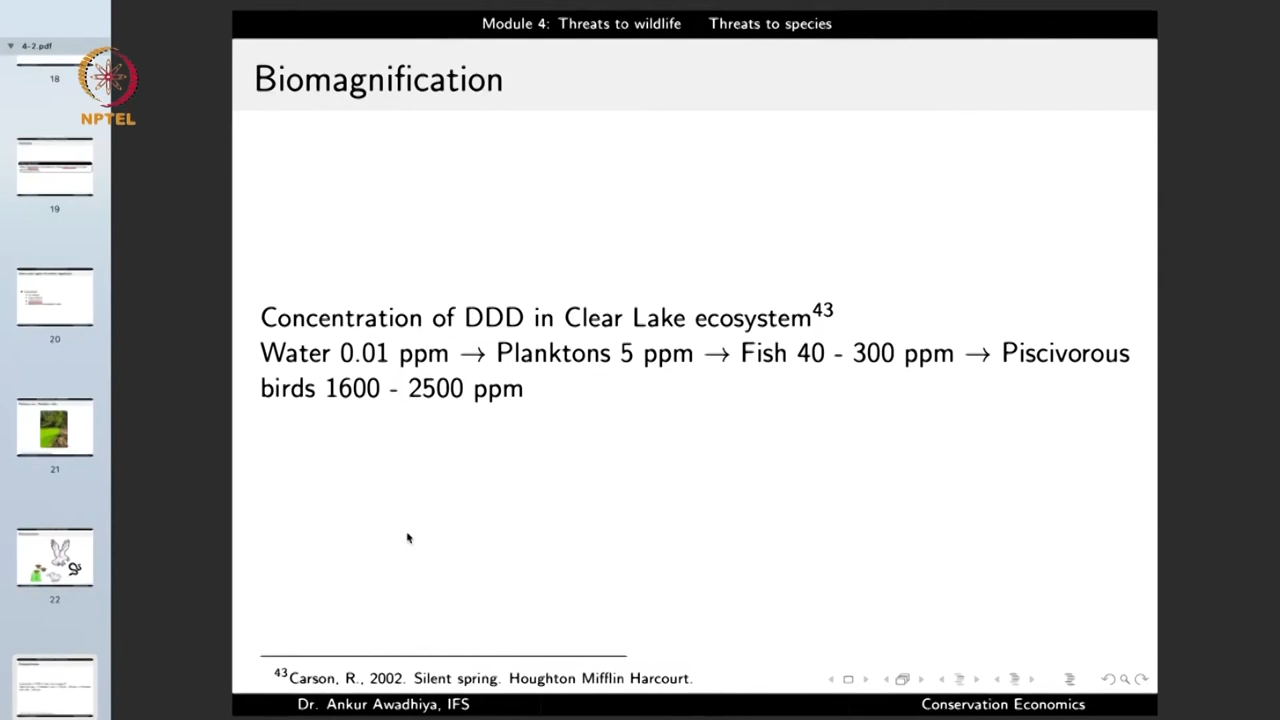 Module 4: Threats to wildlife Threats to species
4-2.pdf
18
NPTEL
Biomagnification
19
20
21
22
Concentration of DDD in Clear Lake ecosystem43
Water 0.01 ppm → Planktons 5 ppm → Fish 40 - 300 ppm → Piscivorous
birds 1600 - 2500 ppm
43Carson, R., 2002. Silent spring. Houghton Mifflin Harcourt.
Dr. Ankur Awadhiya, IFS Conservation Economics